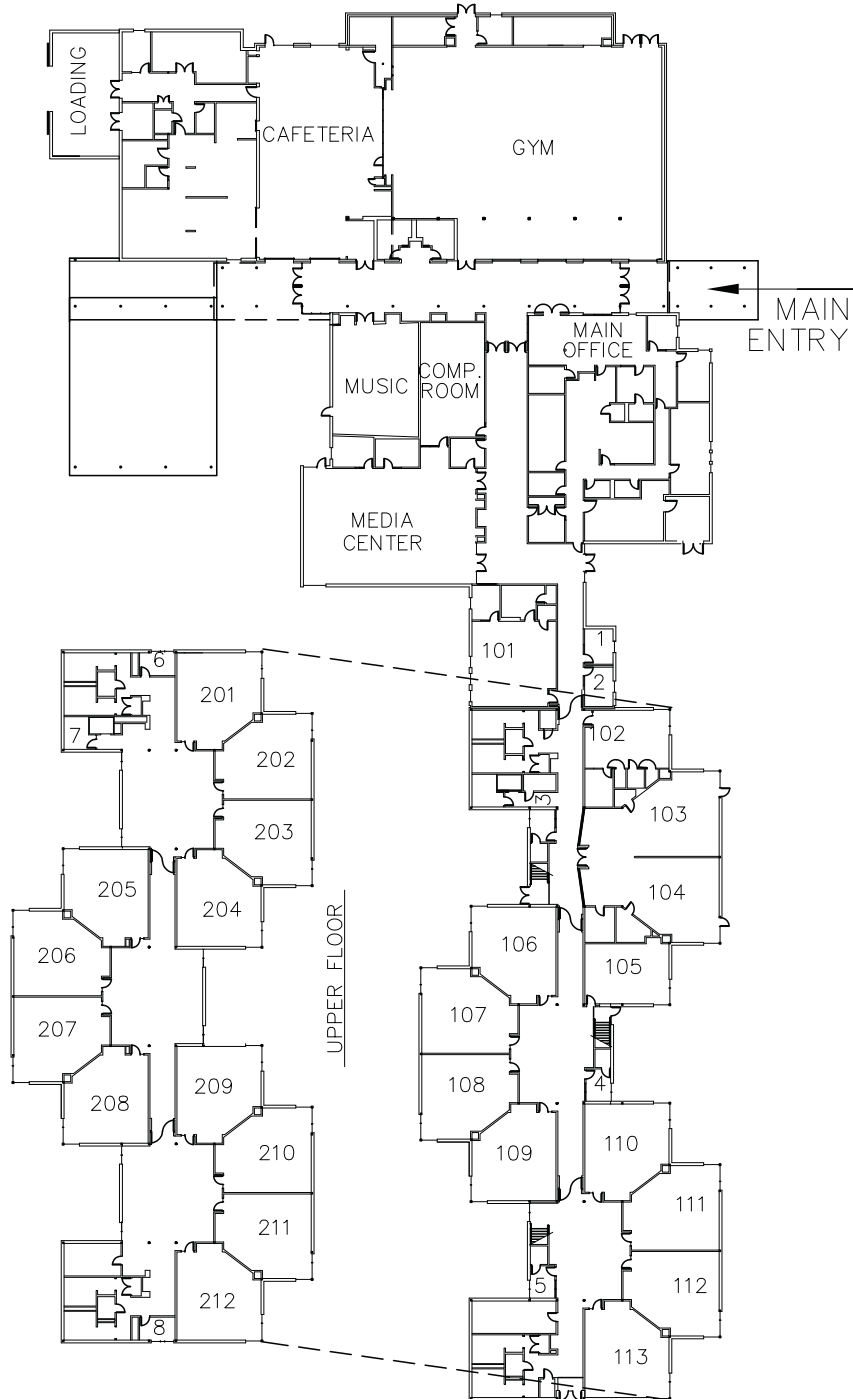 LOADING
CAFETERIA
GYM
MAIN
ENTRY
MAIN
OFFICE
MUSIC
COMP.
ROOM
MEDIA
CENTER
101
1
2
102
3
103
104
105
106
107
108
4
109
110
111
112
5
113
6
201
7
202
203
205
204
206
207
UPPER FLOOR
208
209
210
211
212
8